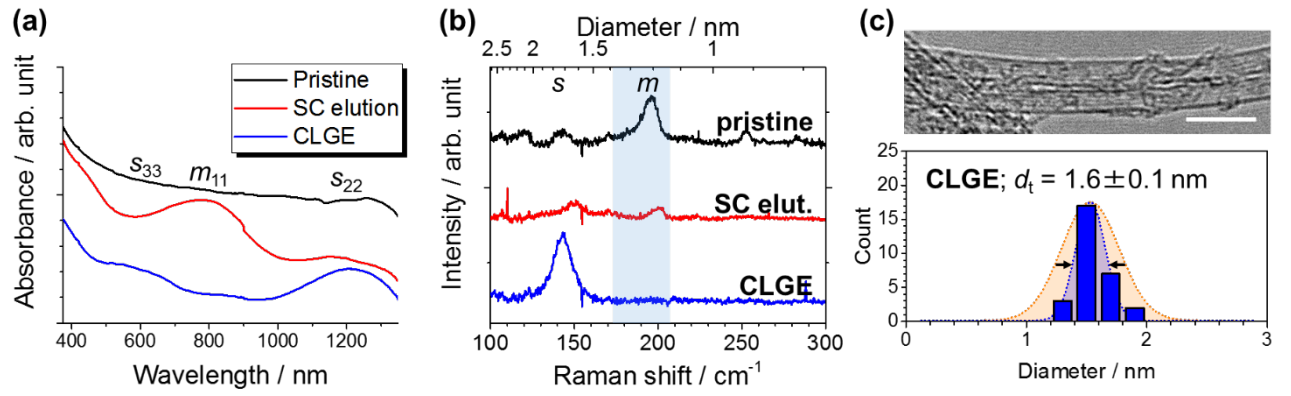 (a)
Pristine
SC elution
CLGE
s₃₃
m₁₁
s₂₂
Absorbance / arb. unit
400 600 800 1000 1200
Wavelength / nm
(b)
Diameter / nm
2.5 2 1.5 1
s
m
pristine
SC elut.
CLGE
Intensity / arb. unit
100 150 200 250 300
Raman shift / cm⁻¹
(c)
25
20
15
10
5
0
CLGE; dₜ = 1.6±0.1 nm
Count
0 1 2 3
Diameter / nm